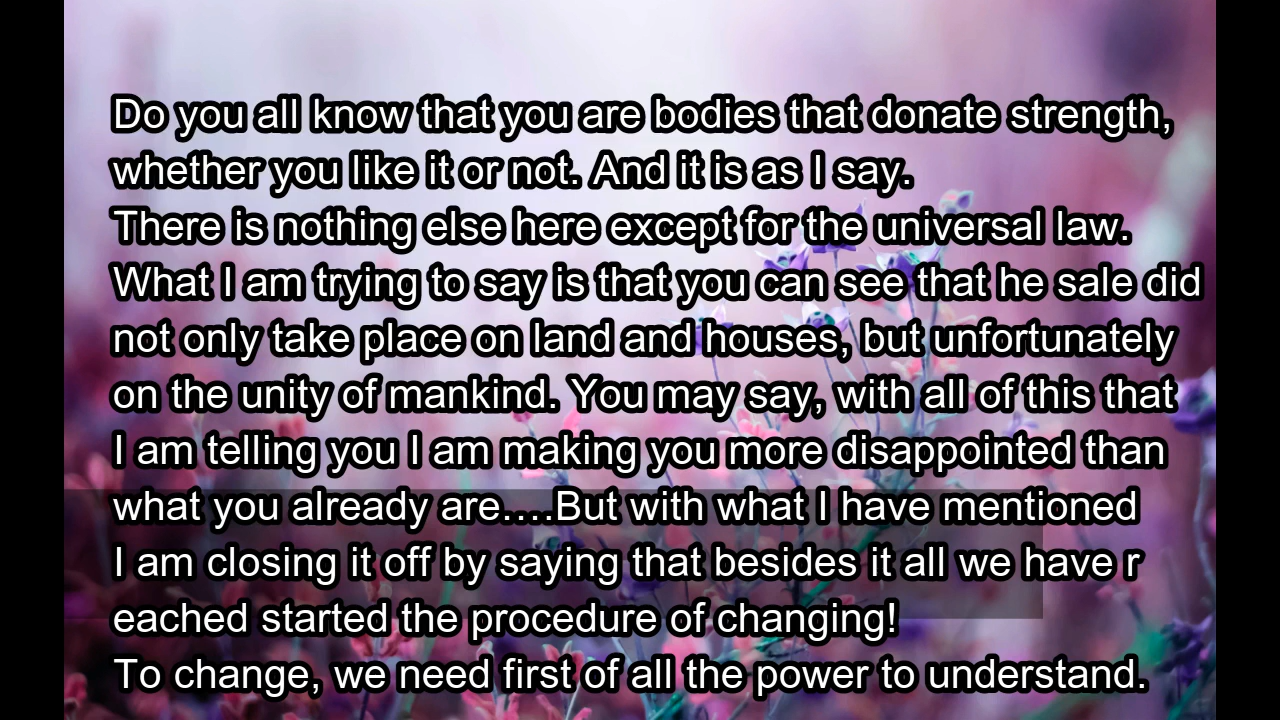 Do you all know that you are bodies that donate strength,
whether you like it or not. And it is as I say.
There is nothing else here except for the universal law.
What I am trying to say is that you can see that he sale did
not only take place on land and houses, but unfortunately
on the unity of mankind. You may say, with all of this that
I am telling you I am making you more disappointed than
what you already are….But with what I have mentioned
I am closing it off by saying that besides it all we have r
eached started the procedure of changing!
To change, we need first of all the power to understand.